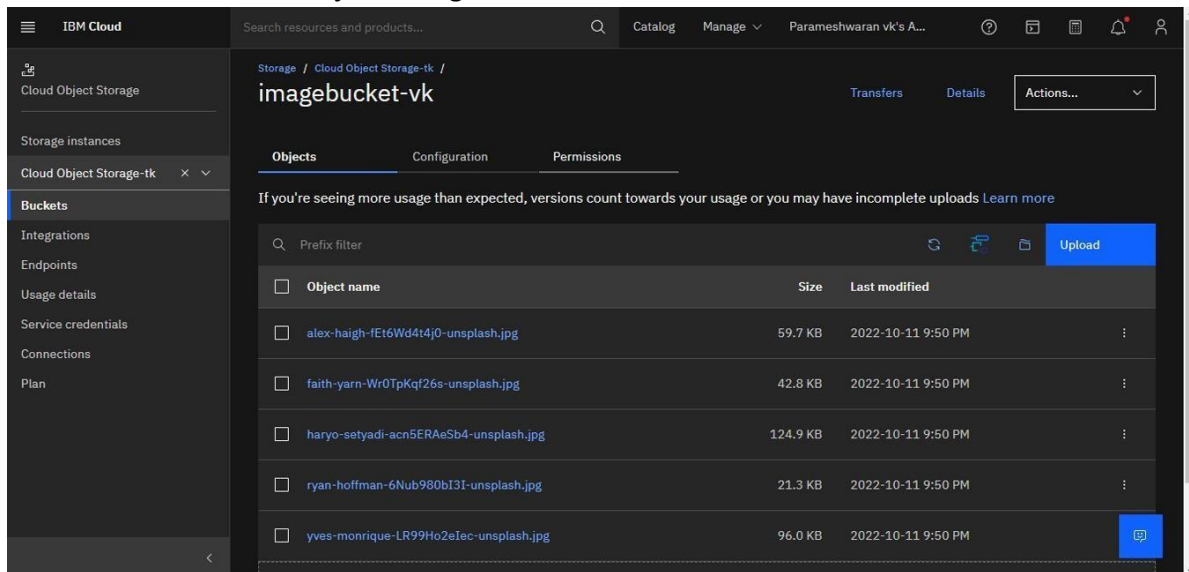 IBM Cloud
Search resources and products...
Catalog
Manage
Parameshwaran vk's A...
Cloud Object Storage
Storage instances
Cloud Object Storage-tk
Buckets
Integrations
Endpoints
Usage details
Service credentials
Connections
Plan
Storage / Cloud Object Storage-tk /
imagebucket-vk
Transfers
Details
Actions...
Objects
Configuration
Permissions
If you're seeing more usage than expected, versions count towards your usage or you may have incomplete uploads Learn more
Prefix filter
Upload
Object name Size Last modified
alex-haigh-fEt6Wd4t4j0-unsplash.jpg 59.7 KB 2022-10-11 9:50 PM
faith-yarn-Wr0TpKqf26s-unsplash.jpg 42.8 KB 2022-10-11 9:50 PM
haryo-setyadi-acn5ERAeSb4-unsplash.jpg 124.9 KB 2022-10-11 9:50 PM
ryan-hoffman-6Nub980bI3I-unsplash.jpg 21.3 KB 2022-10-11 9:50 PM
yves-monrique-LR99Ho2eIec-unsplash.jpg 96.0 KB 2022-10-11 9:50 PM